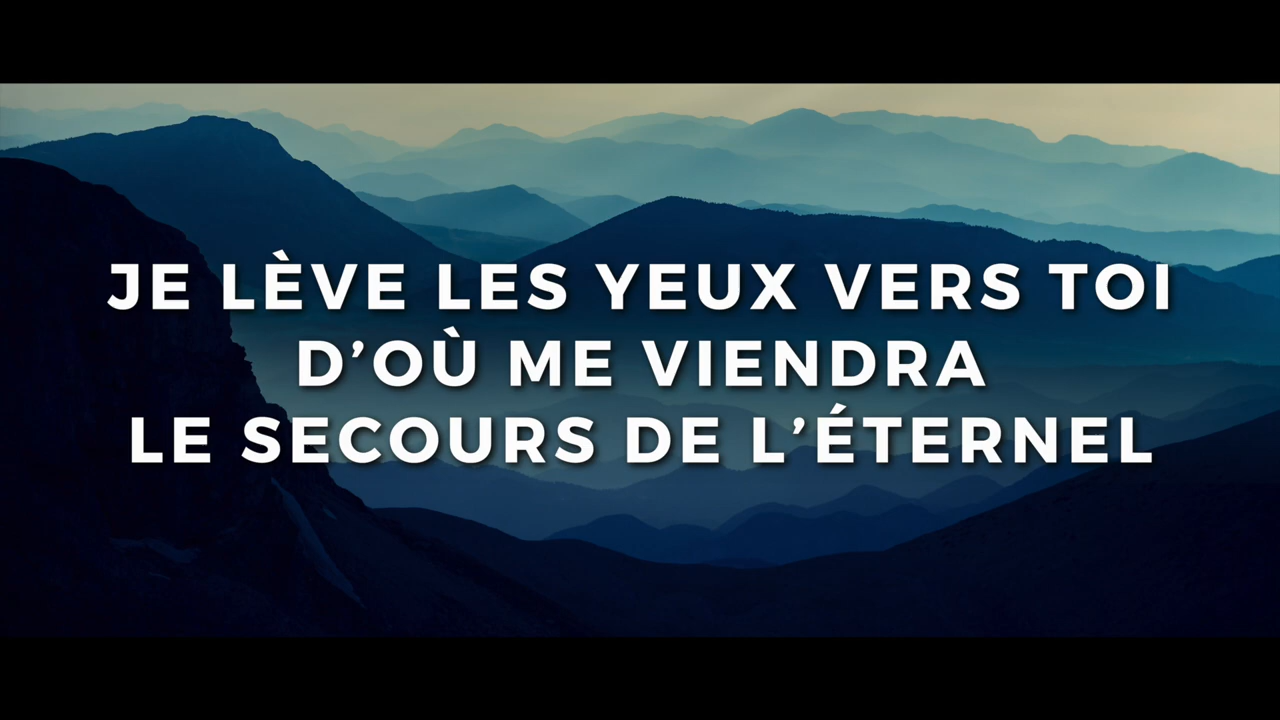 JE LÈVE LES YEUX VERS TOI
D’OÙ ME VIENDRA
LE SECOURS DE L’ÉTERNEL